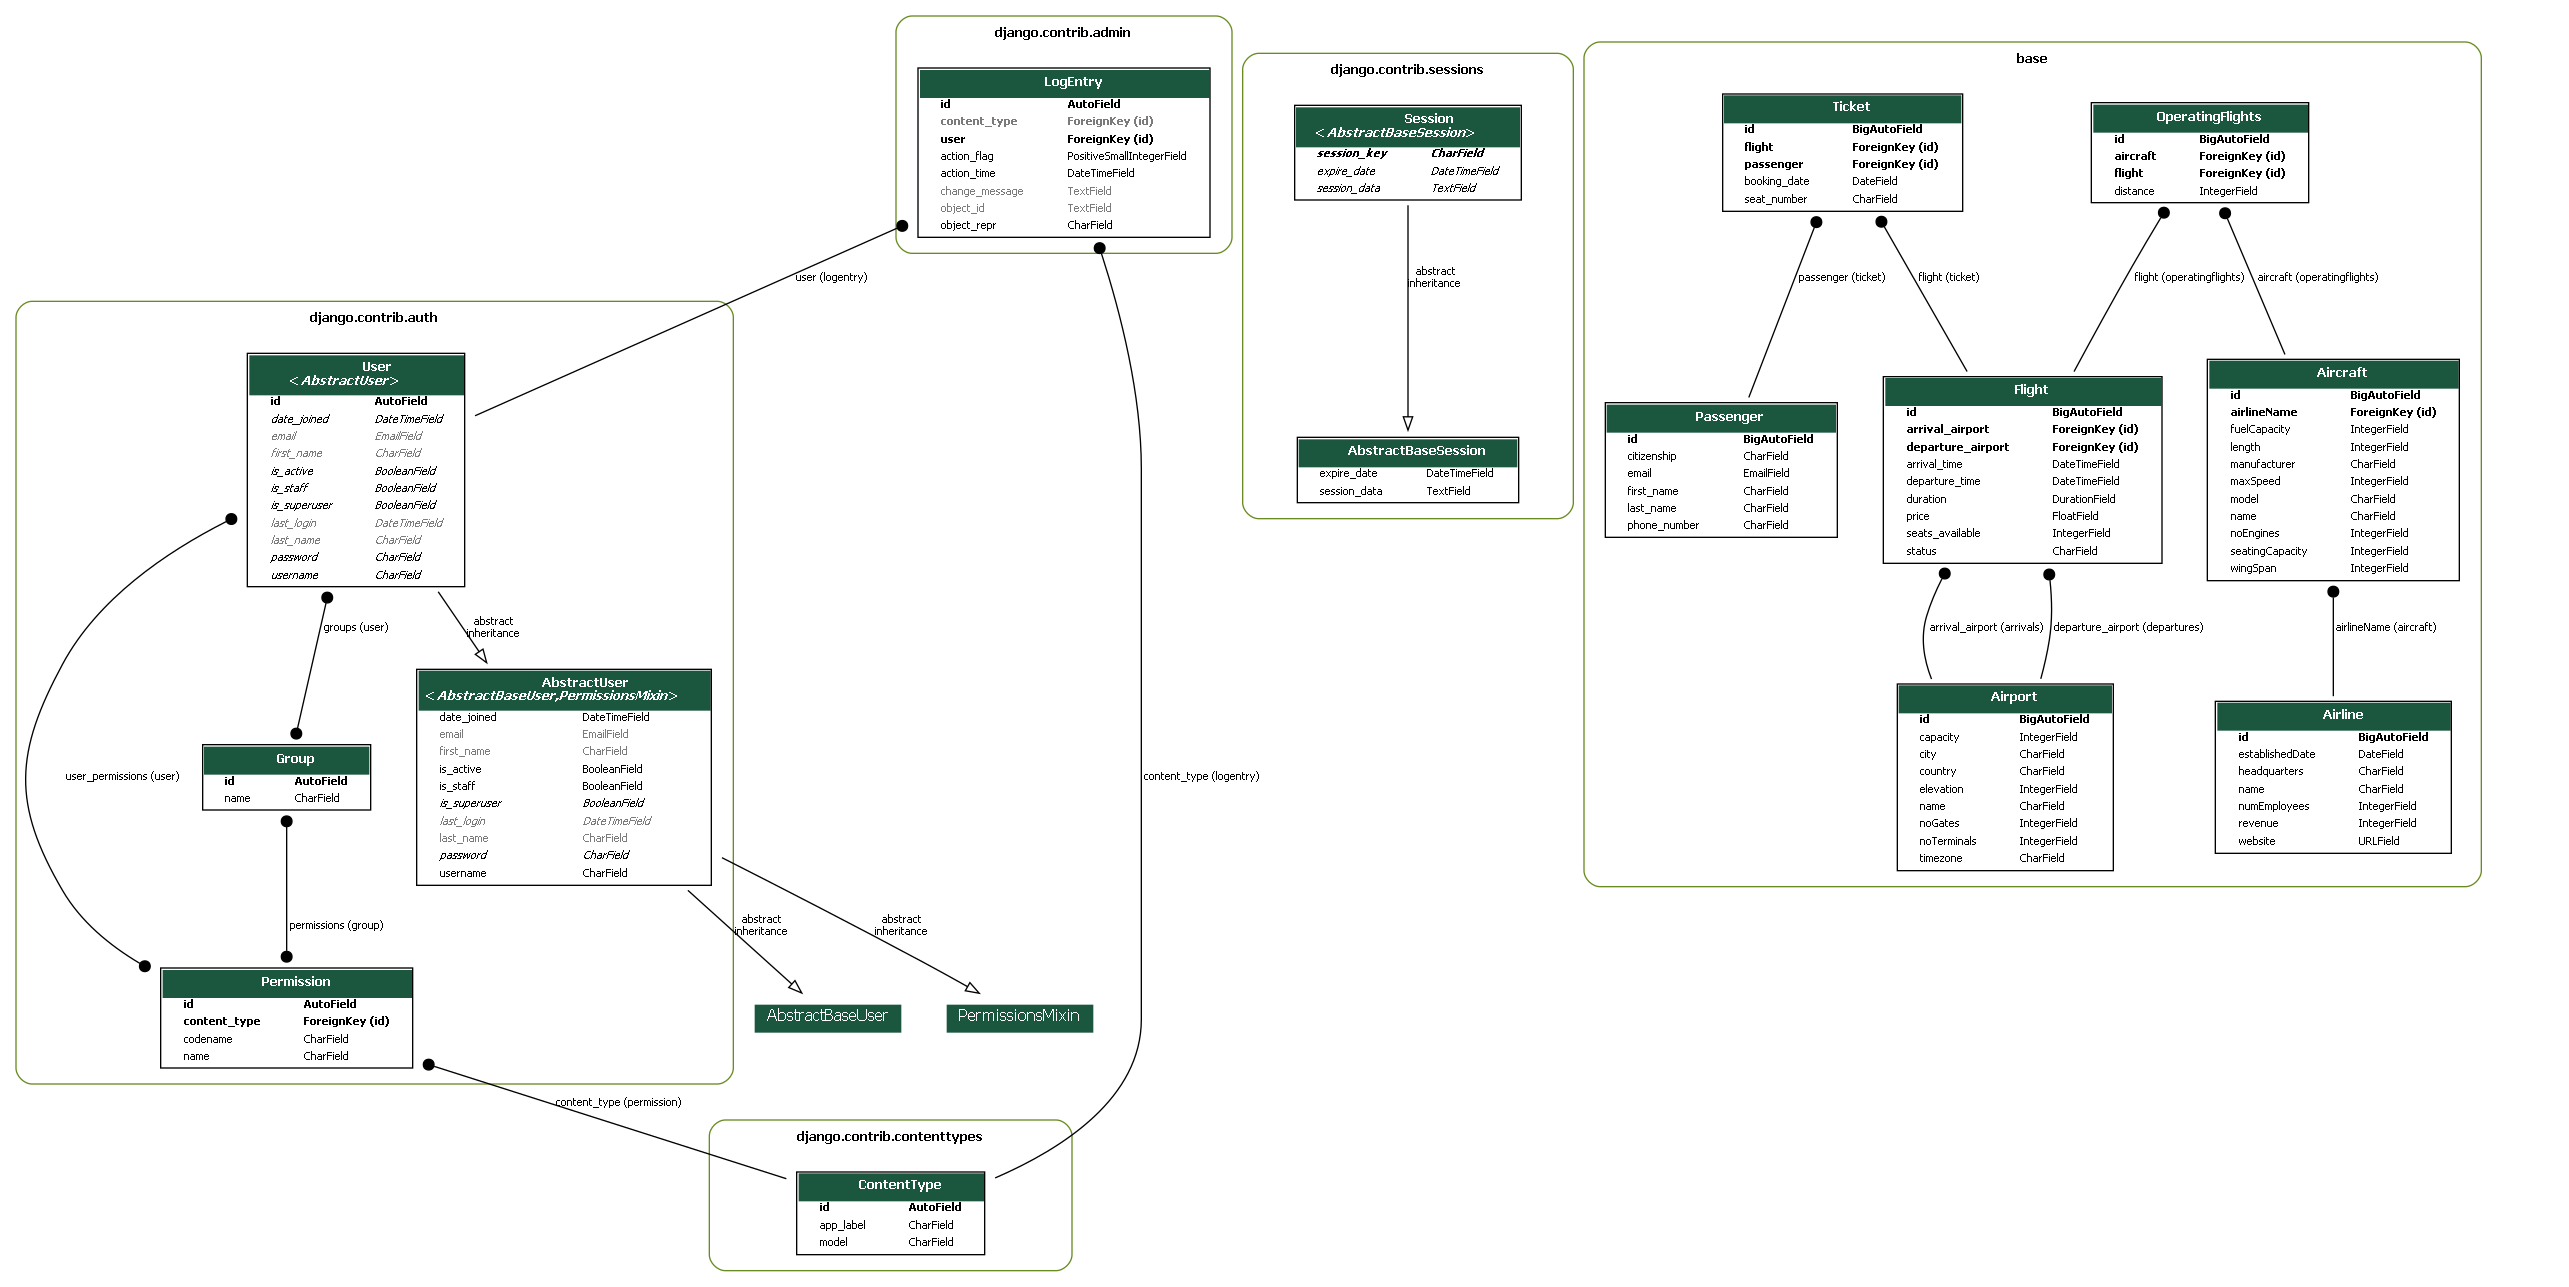 django.contrib.admin
LogEntry
id AutoField
content_type ForeignKey (id)
user ForeignKey (id)
action_flag PositiveSmallIntegerField
action_time DateTimeField
change_message TextField
object_id TextField
object_repr CharField
django.contrib.sessions
Session
<AbstractBaseSession>
session_key CharField
expire_date DateTimeField
session_data TextField
abstract
inheritance
AbstractBaseSession
expire_date DateTimeField
session_data TextField
base
Ticket
id BigAutoField
flight ForeignKey (id)
passenger ForeignKey (id)
booking_date DateField
seat_number CharField
OperatingFlights
id BigAutoField
aircraft ForeignKey (id)
flight ForeignKey (id)
distance IntegerField
passenger (ticket)
flight (ticket)
flight (operatingflights)
aircraft (operatingflights)
Passenger
id BigAutoField
citizenship CharField
email EmailField
first_name CharField
last_name CharField
phone_number CharField
Flight
id BigAutoField
arrival_airport ForeignKey (id)
departure_airport ForeignKey (id)
arrival_time DateTimeField
departure_time DateTimeField
duration DurationField
price FloatField
seats_available IntegerField
status CharField
Aircraft
id BigAutoField
airlineName ForeignKey (id)
fuelCapacity IntegerField
length IntegerField
manufacturer CharField
maxSpeed IntegerField
model CharField
name CharField
noEngines IntegerField
seatingCapacity IntegerField
wingSpan IntegerField
arrival_airport (arrivals)
departure_airport (departures)
airlineName (aircraft)
Airport
id BigAutoField
capacity IntegerField
city CharField
country CharField
elevation IntegerField
name CharField
noGates IntegerField
noTerminals IntegerField
timezone CharField
Airline
id BigAutoField
establishedDate DateField
headquarters CharField
name CharField
numEmployees IntegerField
revenue IntegerField
website URLField
user (logentry)
django.contrib.auth
User
<AbstractUser>
id AutoField
date_joined DateTimeField
email EmailField
first_name CharField
is_active BooleanField
is_staff BooleanField
is_superuser BooleanField
last_login DateTimeField
last_name CharField
password CharField
username CharField
groups (user)
abstract
inheritance
AbstractUser
<AbstractBaseUser,PermissionsMixin>
date_joined DateTimeField
email EmailField
first_name CharField
is_active BooleanField
is_staff BooleanField
is_superuser BooleanField
last_login DateTimeField
last_name CharField
password CharField
username CharField
Group
id AutoField
name CharField
user_permissions (user)
content_type (logentry)
permissions (group)
abstract
inheritance
abstract
inheritance
Permission
id AutoField
content_type ForeignKey (id)
codename CharField
name CharField
AbstractBaseUser
PermissionsMixin
content_type (permission)
django.contrib.contenttypes
ContentType
id AutoField
app_label CharField
model CharField